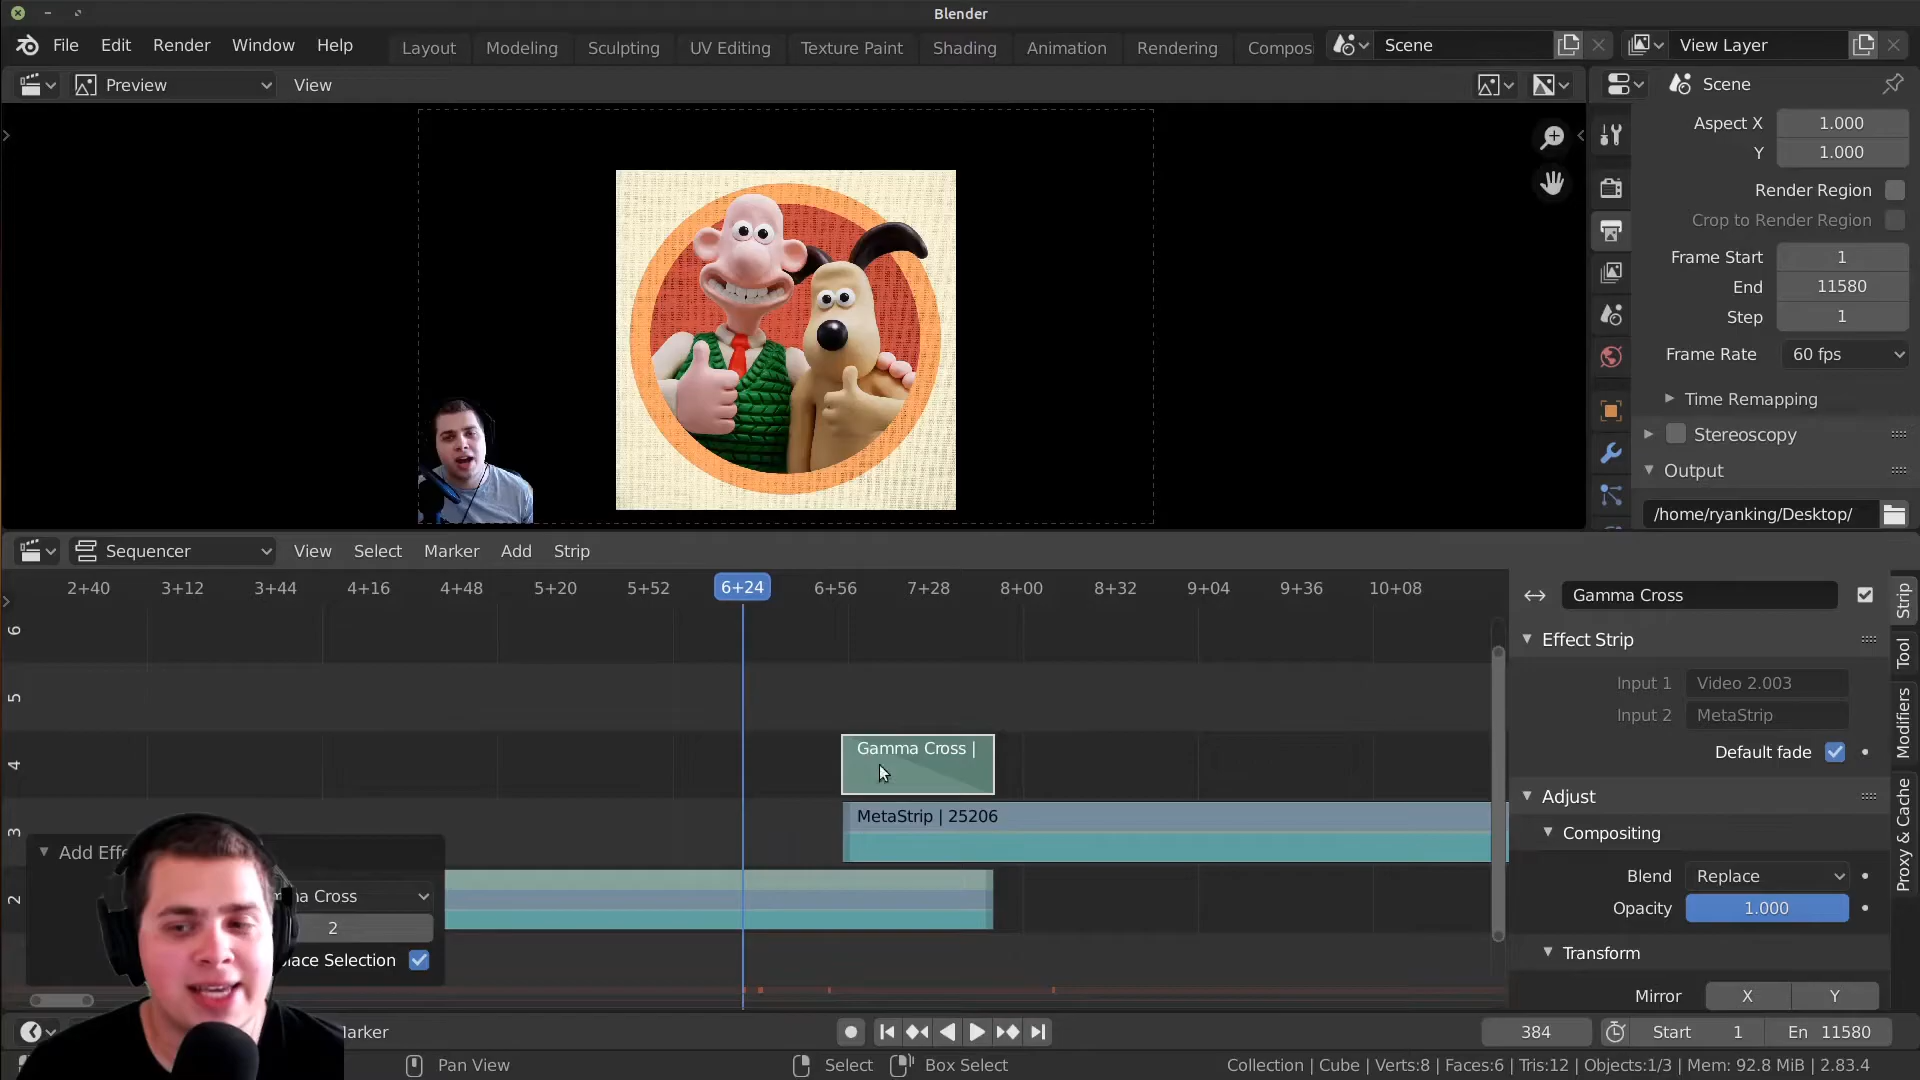 Blender
File Edit Render Window Help Layout Modeling Sculpting UV Editing Texture Paint Shading Animation Rendering Compos Scene View Layer
Preview View Scene
Aspect X 1.000
Y 1.000
Render Region
Crop to Render Region
Frame Start 1
End 11580
Step 1
Frame Rate 60 fps
Time Remapping
Stereoscopy
Output
/home/ryanking/Desktop/
Sequencer View Select Marker Add Strip
2+40 3+12 3+44 4+16 4+48 5+20 5+52 6+24 6+56 7+28 8+00 8+32 9+04 9+36 10+08
Gamma Cross
Effect Strip
Input 1 Video 2.003
Input 2 MetaStrip
Default fade
Adjust
Compositing
Blend Replace
Opacity 1.000
Transform
Mirror X Y
Strip
Tool
Modifiers
Proxy & Cache
6
5
4
3
2
Gamma Cross |
MetaStrip | 25206
Add Effe
na Cross
2
lace Selection
larker 384 Start 1 En 11580
Pan View Select Box Select Collection | Cube | Verts:8 | Faces:6 | Tris:12 | Objects:1/3 | Mem: 92.8 MiB | 2.83.4